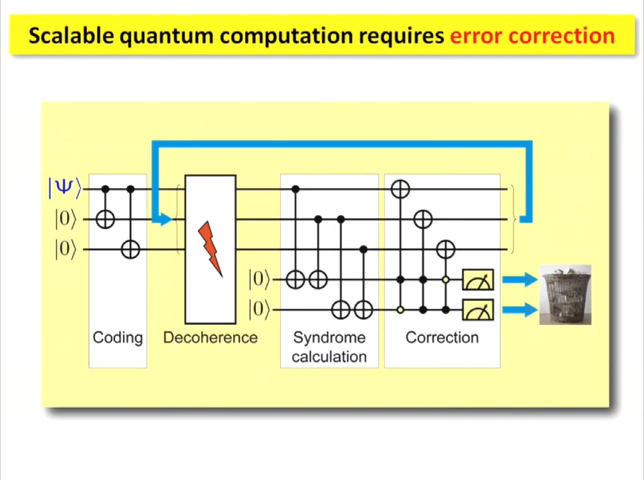 Scalable quantum computation requires error correction
|Ψ⟩
|0⟩
|0⟩
|0⟩
|0⟩
Coding
Decoherence
Syndrome
calculation
Correction